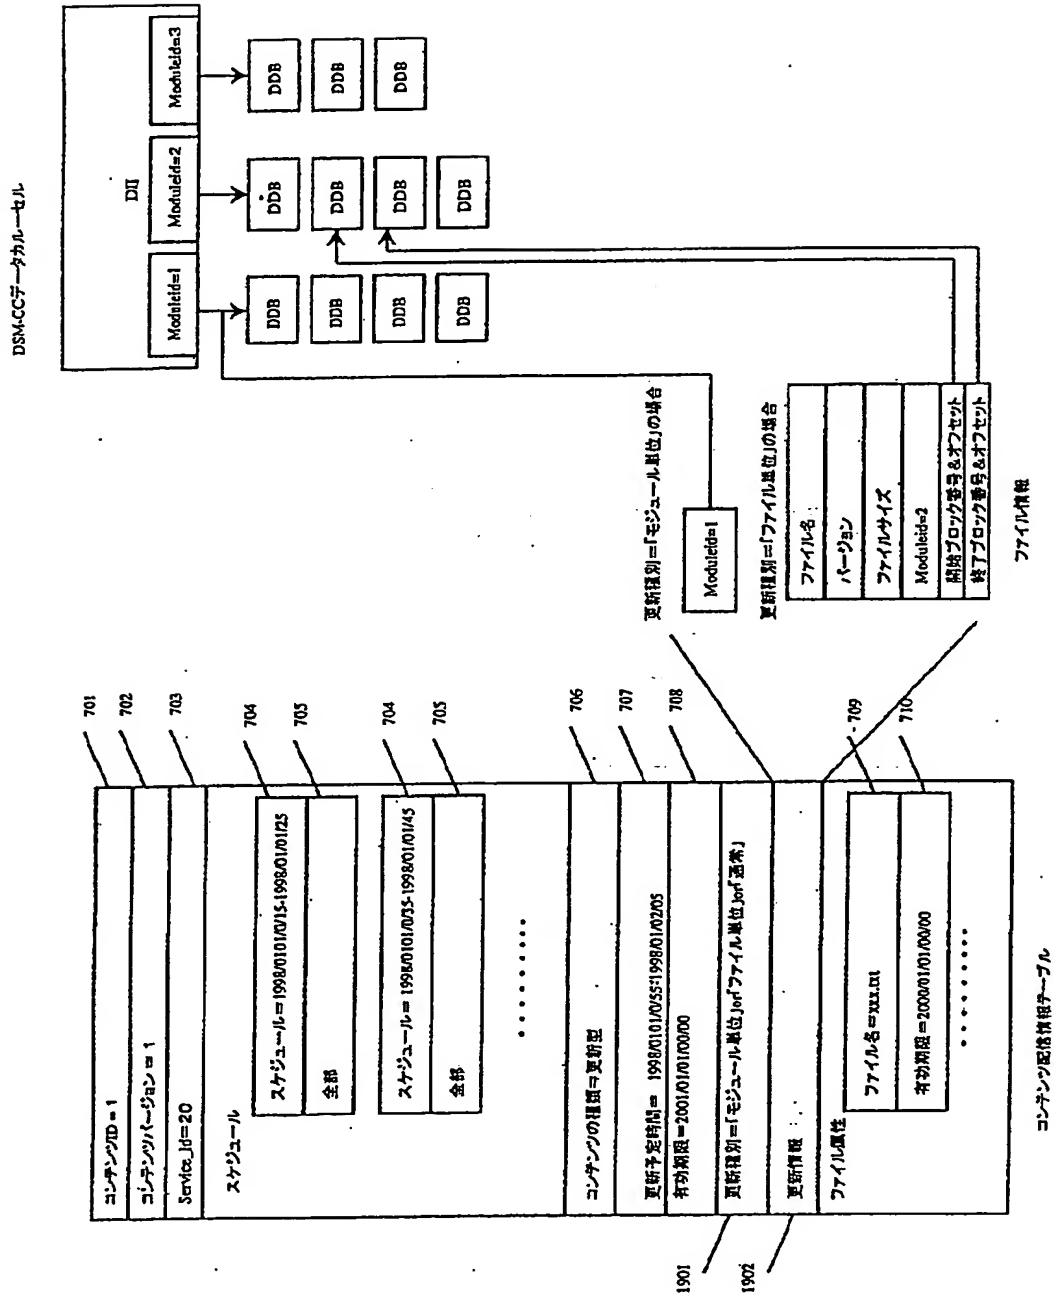 DSM-CCデータカルーセル
DII
ModuleId=1
ModuleId=2
ModuleId=3
DDB
DDB
DDB
DDB
DDB
DDB
DDB
DDB
DDB
DDB
DDB
更新種別=「モジュール単位」の場合
ModuleId=1
更新種別=「ファイル単位」の場合
ファイル名:
バージョン
ファイルサイズ
ModuleId=2
開始ブロック番号&オフセット
終了ブロック番号&オフセット
ファイル情報
701
702
703
704
705
704
705
706
707
708
709
710
コンテンツID = 1
コンテンツバージョン = 1
Service_Id=20
スケジュール
スケジュール=1998/0101/0/15-1998/01/01/25
全部
スケジュール=1998/0101/0/35-1998/01/01/45
全部
・・・・・・・・・
コンテンツの種類=更新型
更新予定時間= 1998/0101/0/55:1998/01/02/05
有効期限=2001/01/01/00/00
更新種別=「モジュール単位」or「ファイル単位」or「通常」
更新情報:
ファイル属性
ファイル名=xxx.txt
有効期限=2000/01/01/00/00
・・・・・・・・
1901
1902
コンテンツ配信情報テーブル